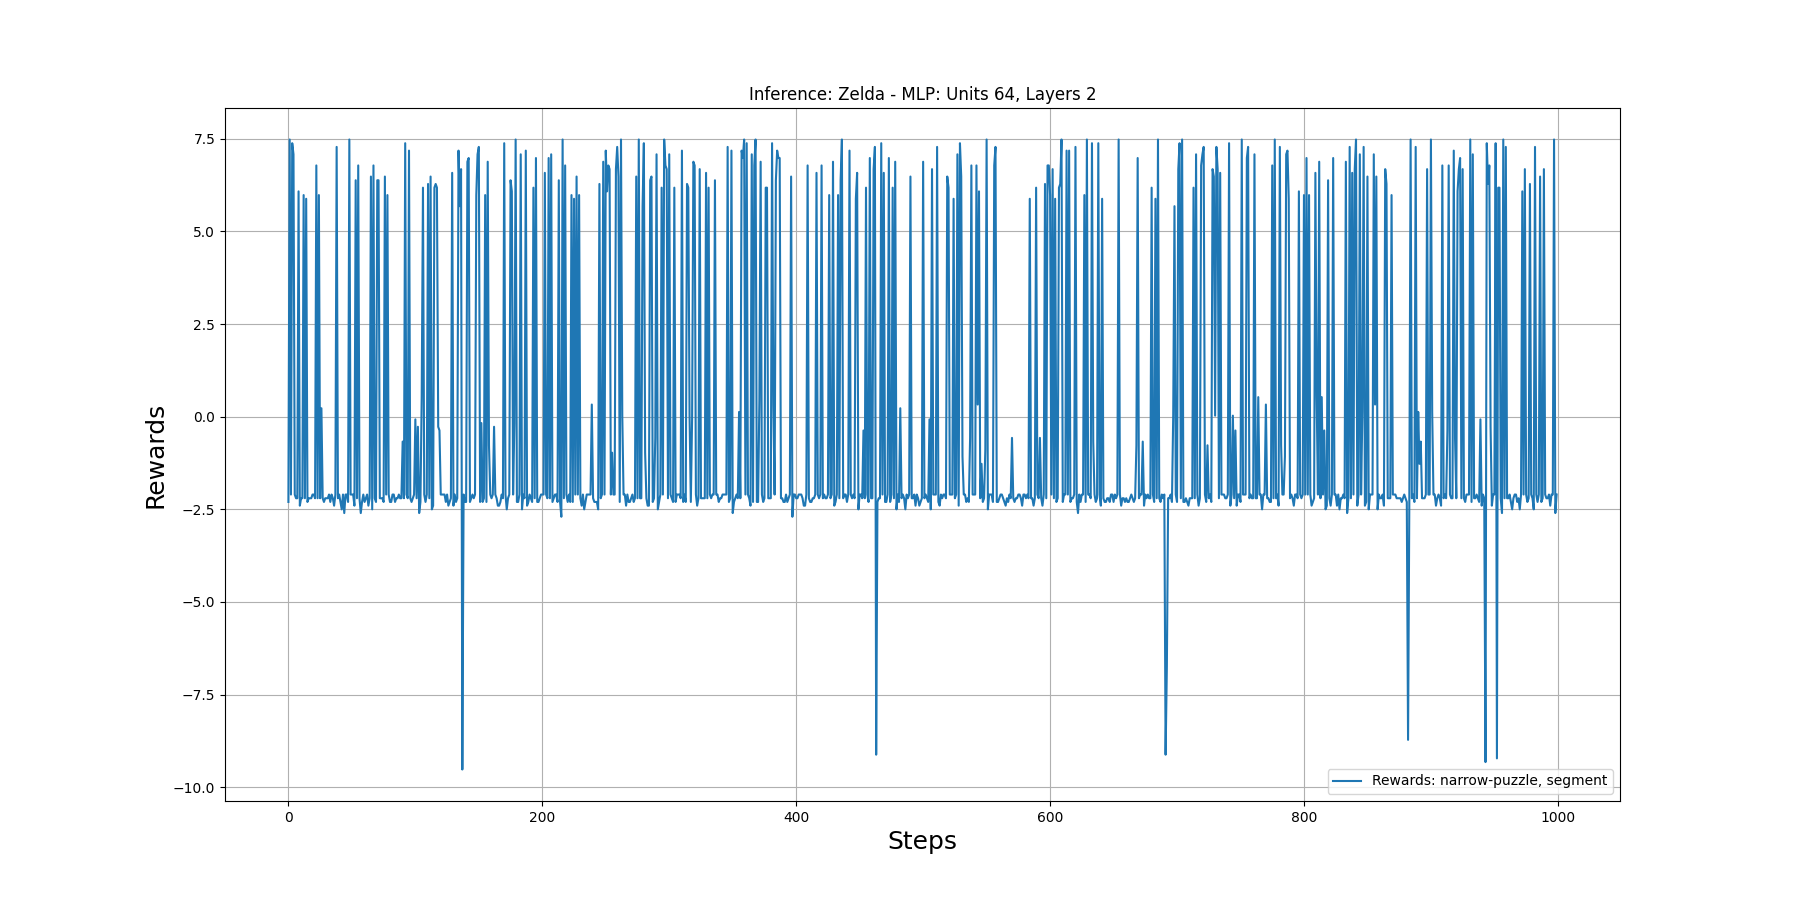 Inference: Zelda - MLP: Units 64, Layers 2
Rewards
7.5
5.0
2.5
0.0
−2.5
−5.0
−7.5
−10.0
Rewards: narrow-puzzle, segment
0 200 400 600 800 1000
Steps